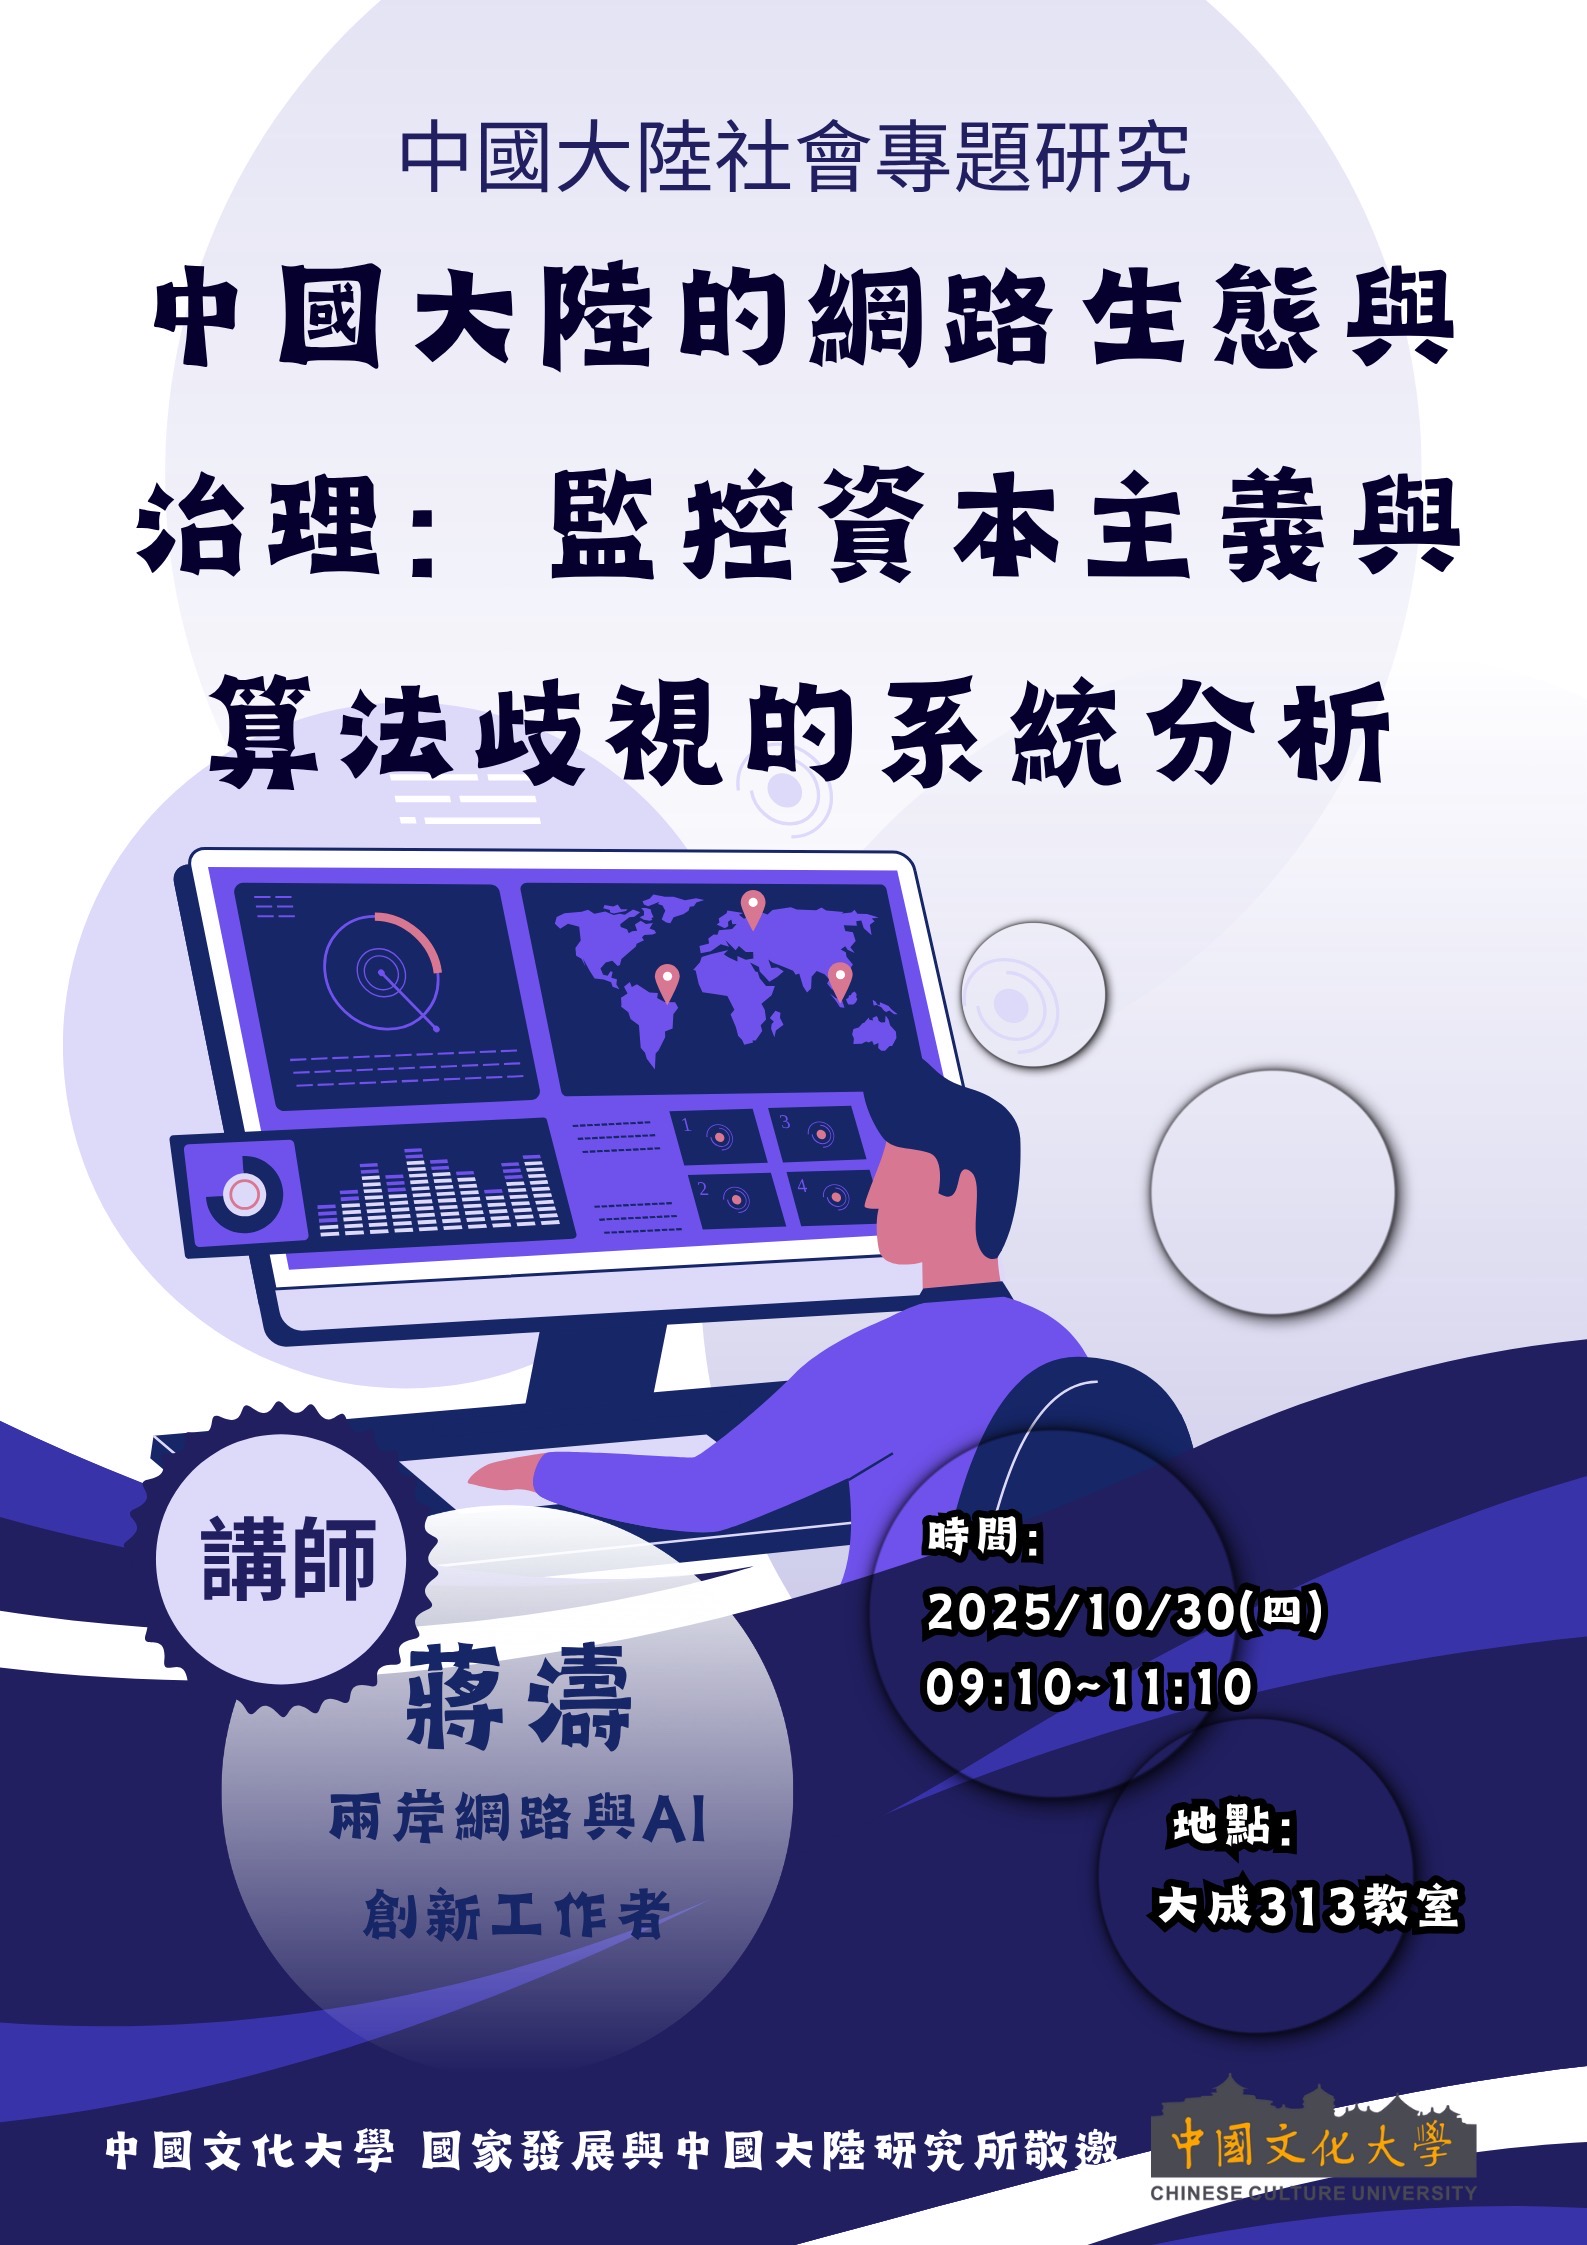 中國大陸社會專題研究
中國大陸的網路生態與
治理：監控資本主義與
算法歧視的系統分析
1
3
2
4
講師
蔣濤
兩岸網路與AI
創新工作者
時間:
2025/10/30(四)
09:10~11:10
地點:
大成313教室
中國文化大學 國家發展與中國大陸研究所敬邀
中國文化大學
CHINESE CULTURE UNIVERSITY